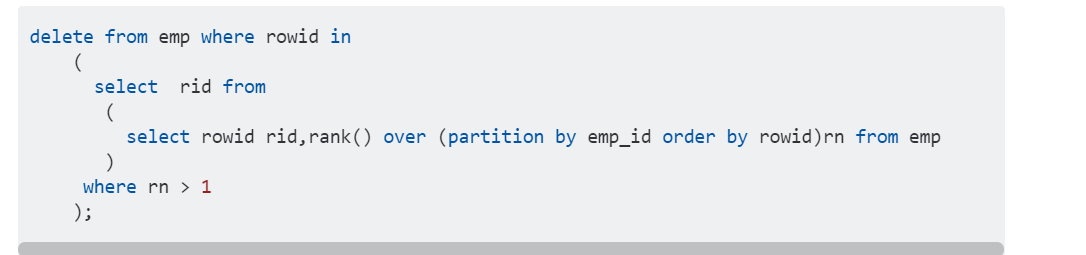 delete from emp where rowid in
(
select  rid from
(
select rowid rid,rank() over (partition by emp_id order by rowid)rn from emp
)
where rn > 1
);